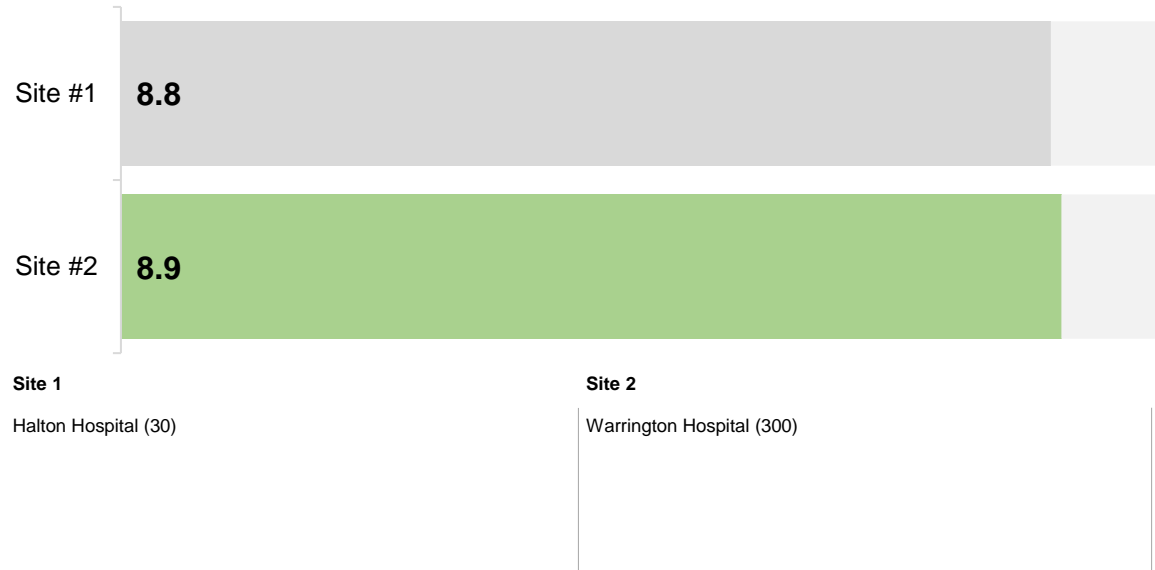 Site #1
8.8
Site #2
8.9
Site 1
Site 2
Halton Hospital (30)
Warrington Hospital (300)